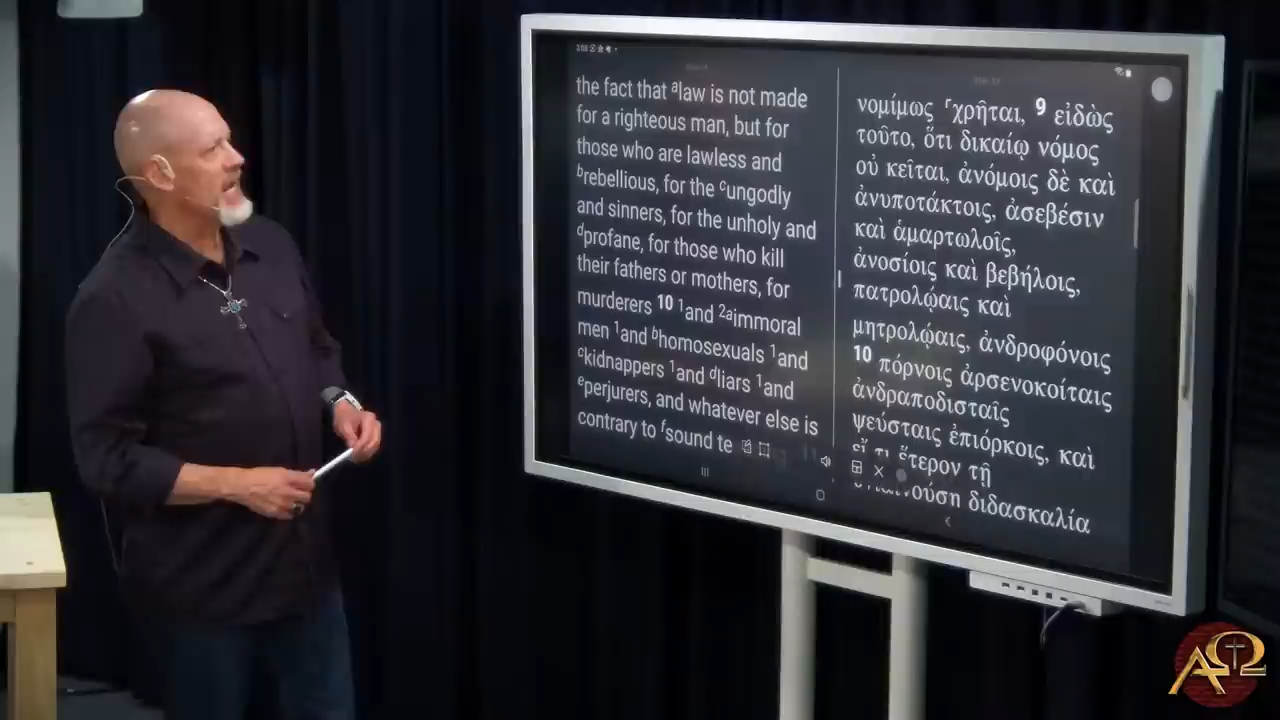 3:08
the fact that ᵃlaw is not made
for a righteous man, but for
those who are lawless and
ᵇrebellious, for the ᶜungodly
and sinners, for the unholy and
ᵈprofane, for those who kill
their fathers or mothers, for
murderers 10 ¹and ²ᵃimmoral
men ¹and ᵇhomosexuals ¹and
ᶜkidnappers ¹and ᵈliars ¹and
ᵉperjurers, and whatever else is
contrary to ᶠsound te
νομίμως ⸀χρῆται, 9 εἰδὼς
τοῦτο, ὅτι δικαίῳ νόμος
οὐ κεῖται, ἀνόμοις δὲ καὶ
ἀνυποτάκτοις, ἀσεβέσιν
καὶ ἁμαρτωλοῖς,
ἀνοσίοις καὶ βεβήλοις,
πατρολῴαις καὶ
μητρολῴαις, ἀνδροφόνοις
10 πόρνοις ἀρσενοκοίταις
ἀνδραποδισταῖς
ψεύσταις ἐπιόρκοις, καὶ
εἴ τι ἕτερον τῇ
διδασκαλίᾳ
ΑΩ